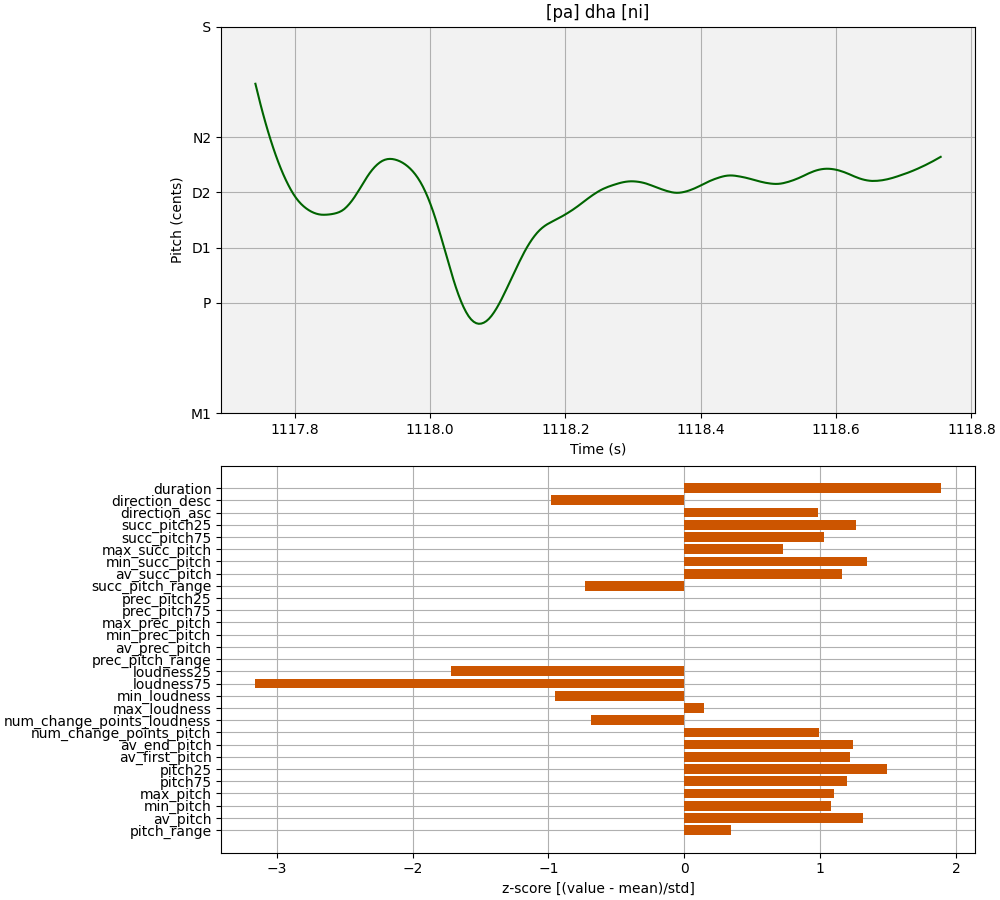 [pa] dha [ni]
S
N2
D2
D1
P
M1
Pitch (cents)
1117.8 1118.0 1118.2 1118.4 1118.6 1118.8
Time (s)
duration
direction_desc
direction_asc
succ_pitch25
succ_pitch75
max_succ_pitch
min_succ_pitch
av_succ_pitch
succ_pitch_range
prec_pitch25
prec_pitch75
max_prec_pitch
min_prec_pitch
av_prec_pitch
prec_pitch_range
loudness25
loudness75
min_loudness
max_loudness
num_change_points_loudness
num_change_points_pitch
av_end_pitch
av_first_pitch
pitch25
pitch75
max_pitch
min_pitch
av_pitch
pitch_range
−3 −2 −1 0 1 2
z-score [(value - mean)/std]